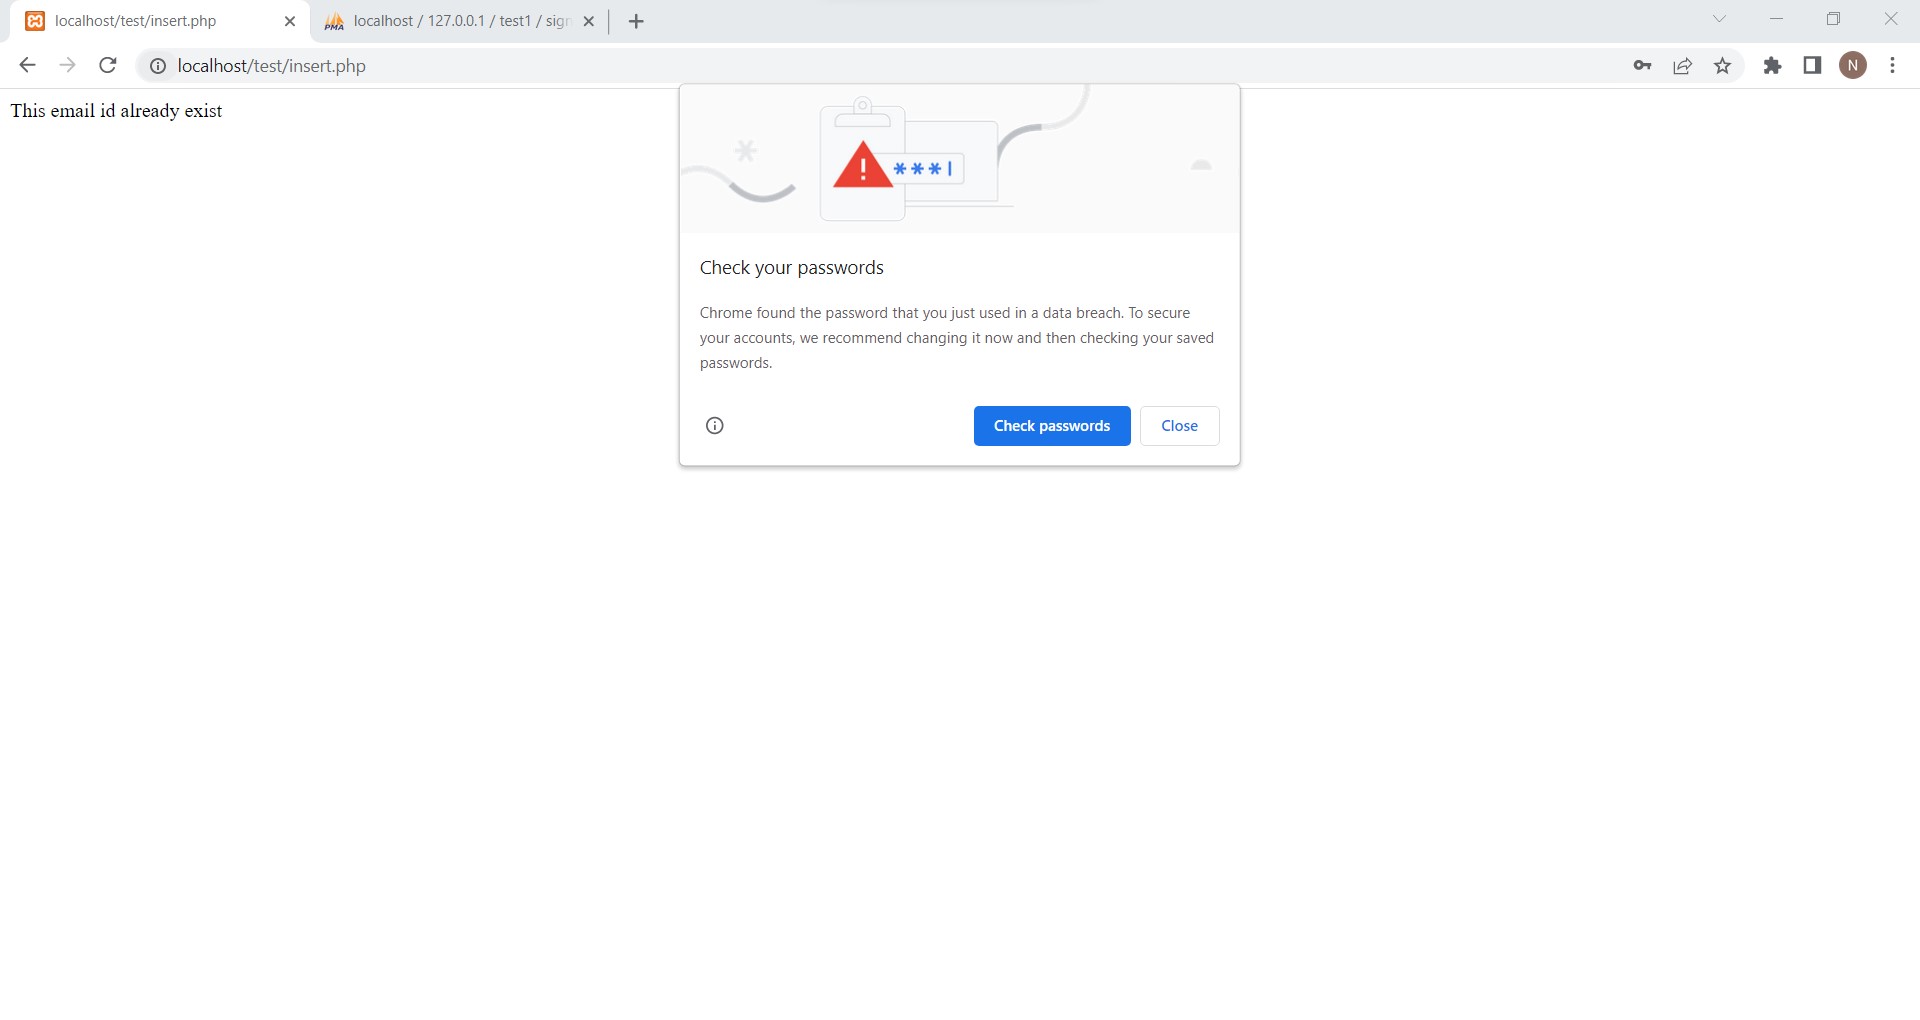 localhost/test/insert.php
localhost / 127.0.0.1 / test1 / sign
localhost/test/insert.php
N
This email id already exist
***|
Check your passwords
Chrome found the password that you just used in a data breach. To secure
your accounts, we recommend changing it now and then checking your saved
passwords.
Check passwords
Close